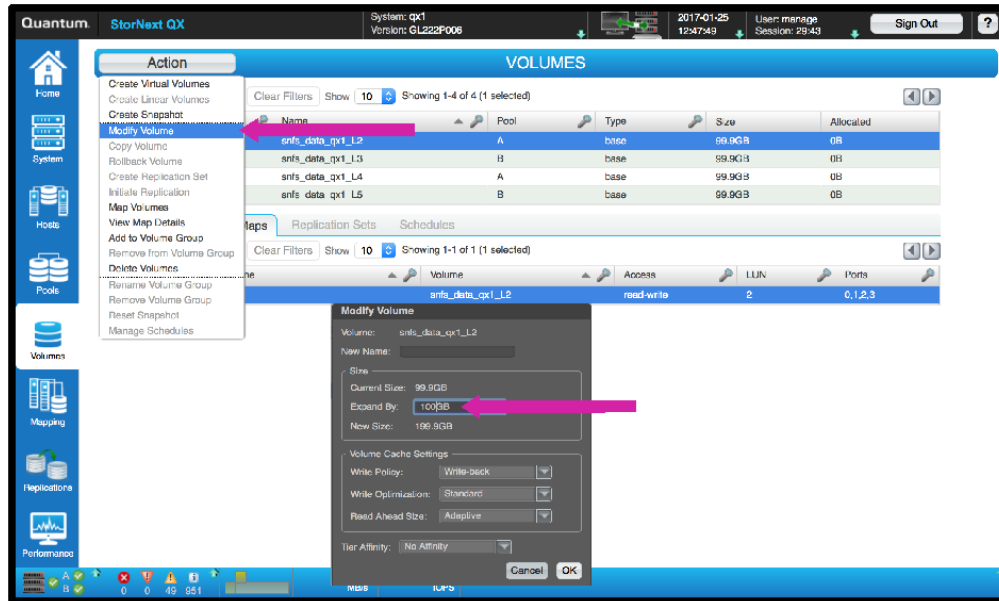 Quantum. StorNext QX
System: qx1
Version: GL222P006
2017-01-25
12:47:49
User: manage
Session: 29:43
Sign Out
?
Home
System
Hosts
Pools
Volumes
Mapping
Replications
Performance
Action
VOLUMES
Create Virtual Volumes
Create Linear Volumes
Create Snapshot
Modify Volume
Copy Volume
Rollback Volume
Create Replication Set
Initiate Replication
Map Volumes
View Map Details
Add to Volume Group
Remove from Volume Group
Delete Volumes
Rename Volume Group
Remove Volume Group
Reset Snapshot
Manage Schedules
Clear Filters Show 10 Showing 1-4 of 4 (1 selected)
Name Pool Type Size Allocated
snfs_data_qx1_L2 A base 99.9GB 0B
snfs_data_qx1_L3 B base 99.9GB 0B
snfs_data_qx1_L4 A base 99.9GB 0B
snfs_data_qx1_L5 B base 99.9GB 0B
Maps Replication Sets Schedules
Clear Filters Show 10 Showing 1-1 of 1 (1 selected)
Volume Access LUN Ports
snfs_data_qx1_L2 read-write 2 0,1,2,3
Modify Volume
Volume: snfs_data_qx1_L2
New Name:
Size
Current Size: 99.9GB
Expand By: 100GB
New Size: 199.9GB
Volume Cache Settings
Write Policy: Write-back
Write Optimization: Standard
Read Ahead Size: Adaptive
Tier Affinity: No Affinity
Cancel OK
A
B
0 0 49 951
MB/s IOPS